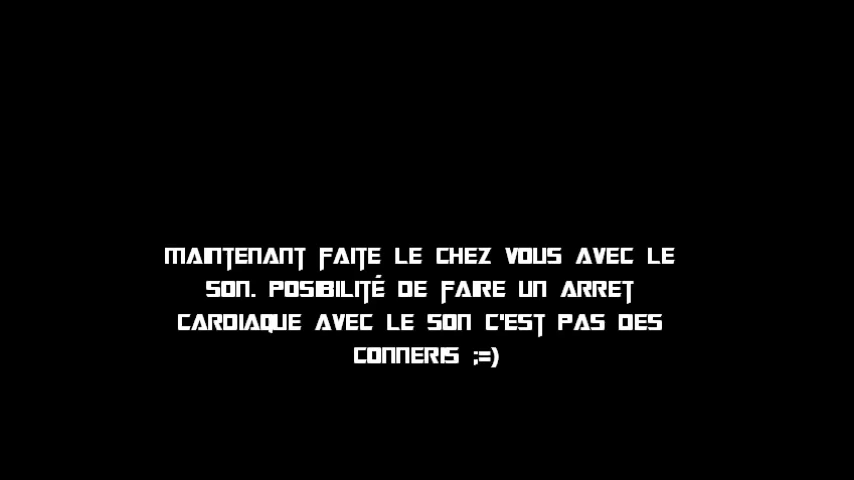 MAINTENANT FAITE LE CHEZ VOUS AVEC LE
SON. POSIBILITÉ DE FAIRE UN ARRET
CARDIAQUE AVEC LE SON C'EST PAS DES
CONNERIS ;=)